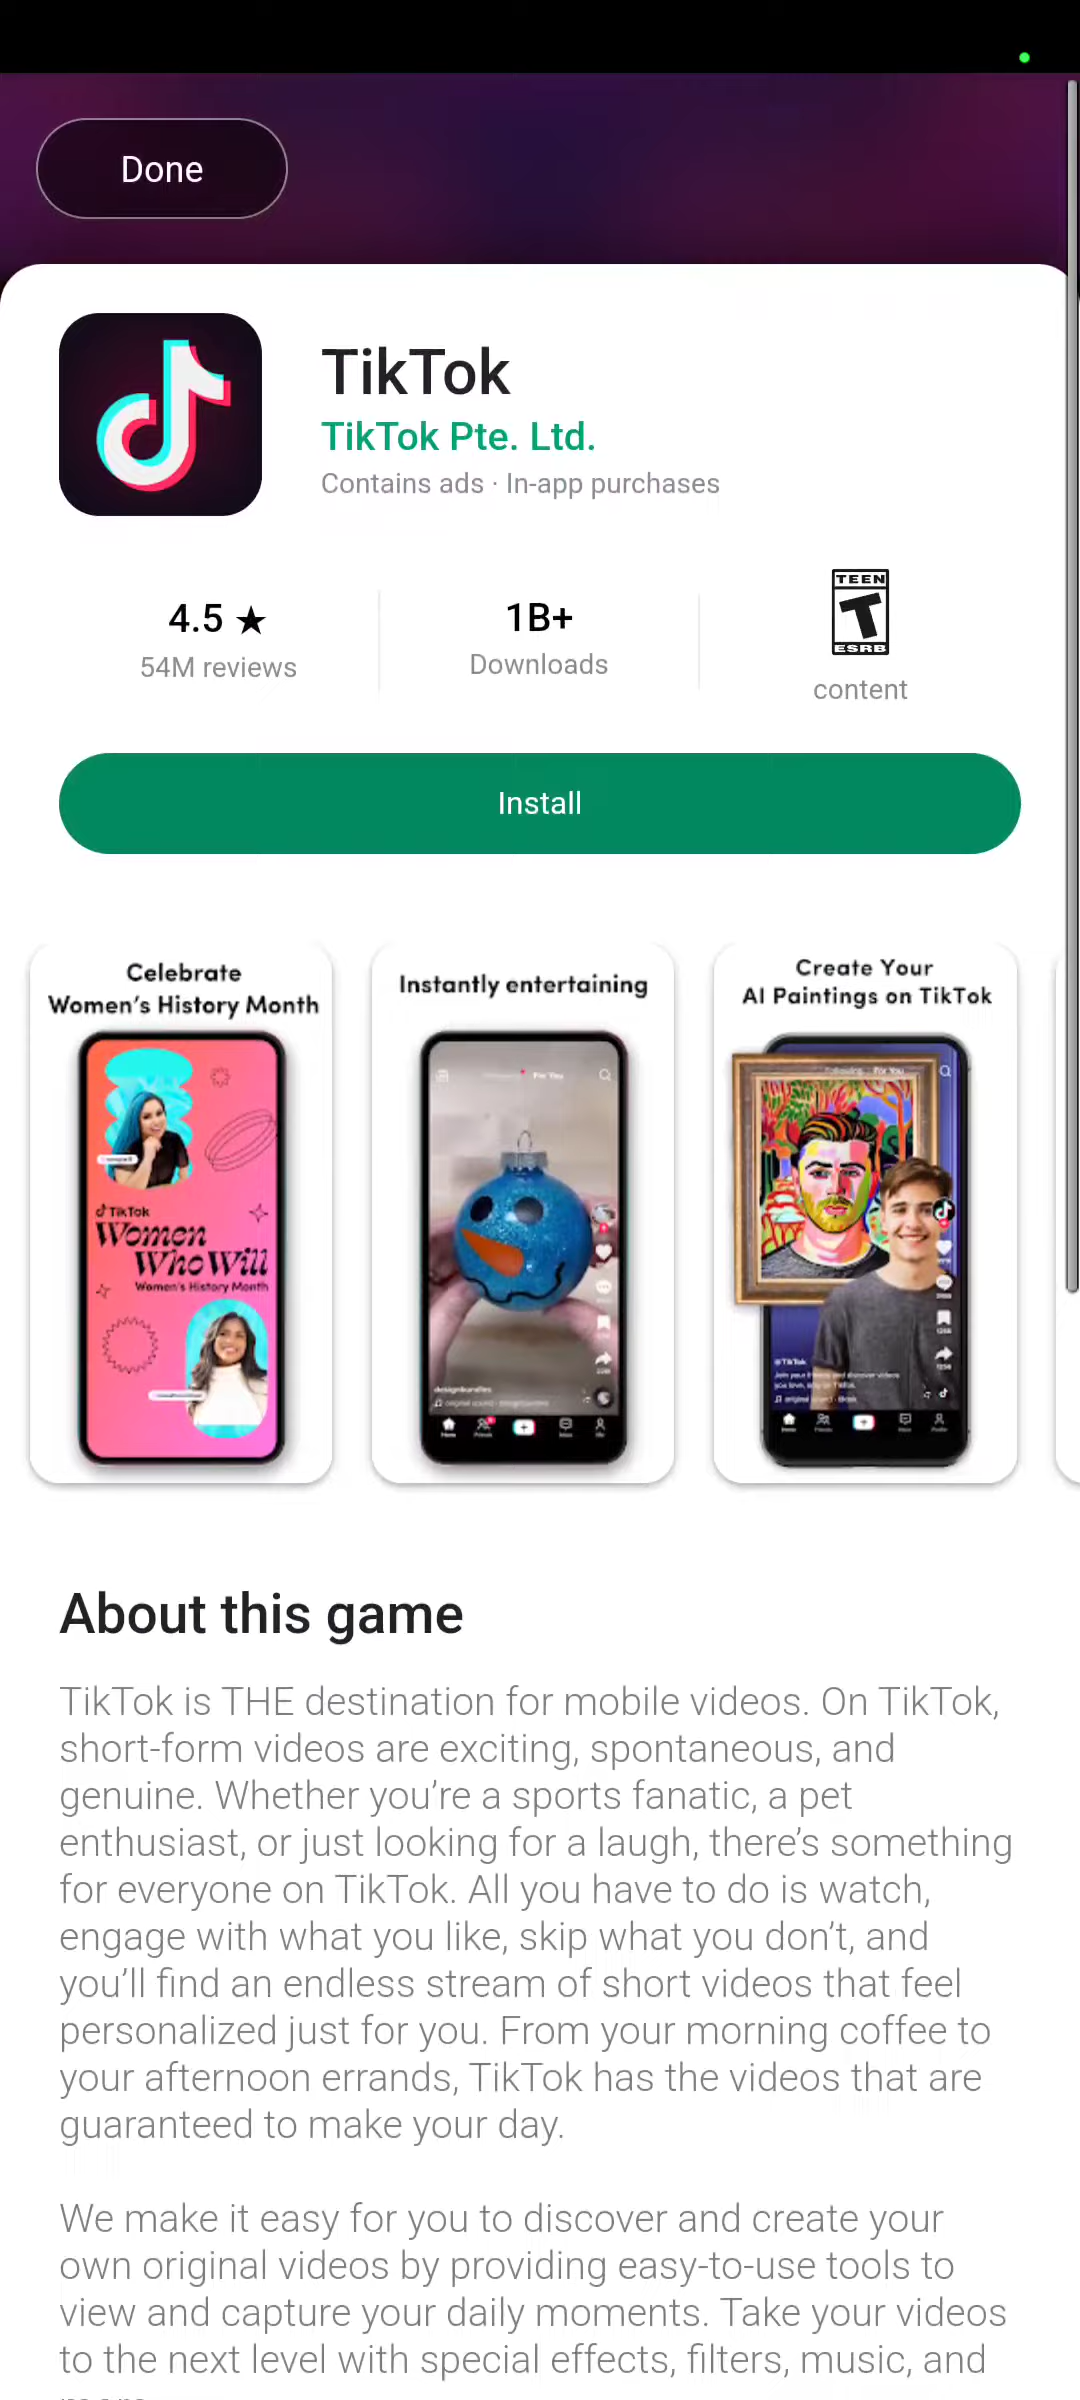 Done
TikTok
TikTok Pte. Ltd.
Contains ads · In-app purchases
4.5 ★
54M reviews
1B+
Downloads
TEEN
T
ESRB
content
Install
Celebrate
Women's History Month
TikTok
Women
Who Will
Women's History Month
Instantly entertaining
For You
designbundles
Create Your
AI Paintings on TikTok
Following
For You
@TikTok
About this game
TikTok is THE destination for mobile videos. On TikTok,
short-form videos are exciting, spontaneous, and
genuine. Whether you’re a sports fanatic, a pet
enthusiast, or just looking for a laugh, there’s something
for everyone on TikTok. All you have to do is watch,
engage with what you like, skip what you don’t, and
you’ll find an endless stream of short videos that feel
personalized just for you. From your morning coffee to
your afternoon errands, TikTok has the videos that are
guaranteed to make your day.
We make it easy for you to discover and create your
own original videos by providing easy-to-use tools to
view and capture your daily moments. Take your videos
to the next level with special effects, filters, music, and